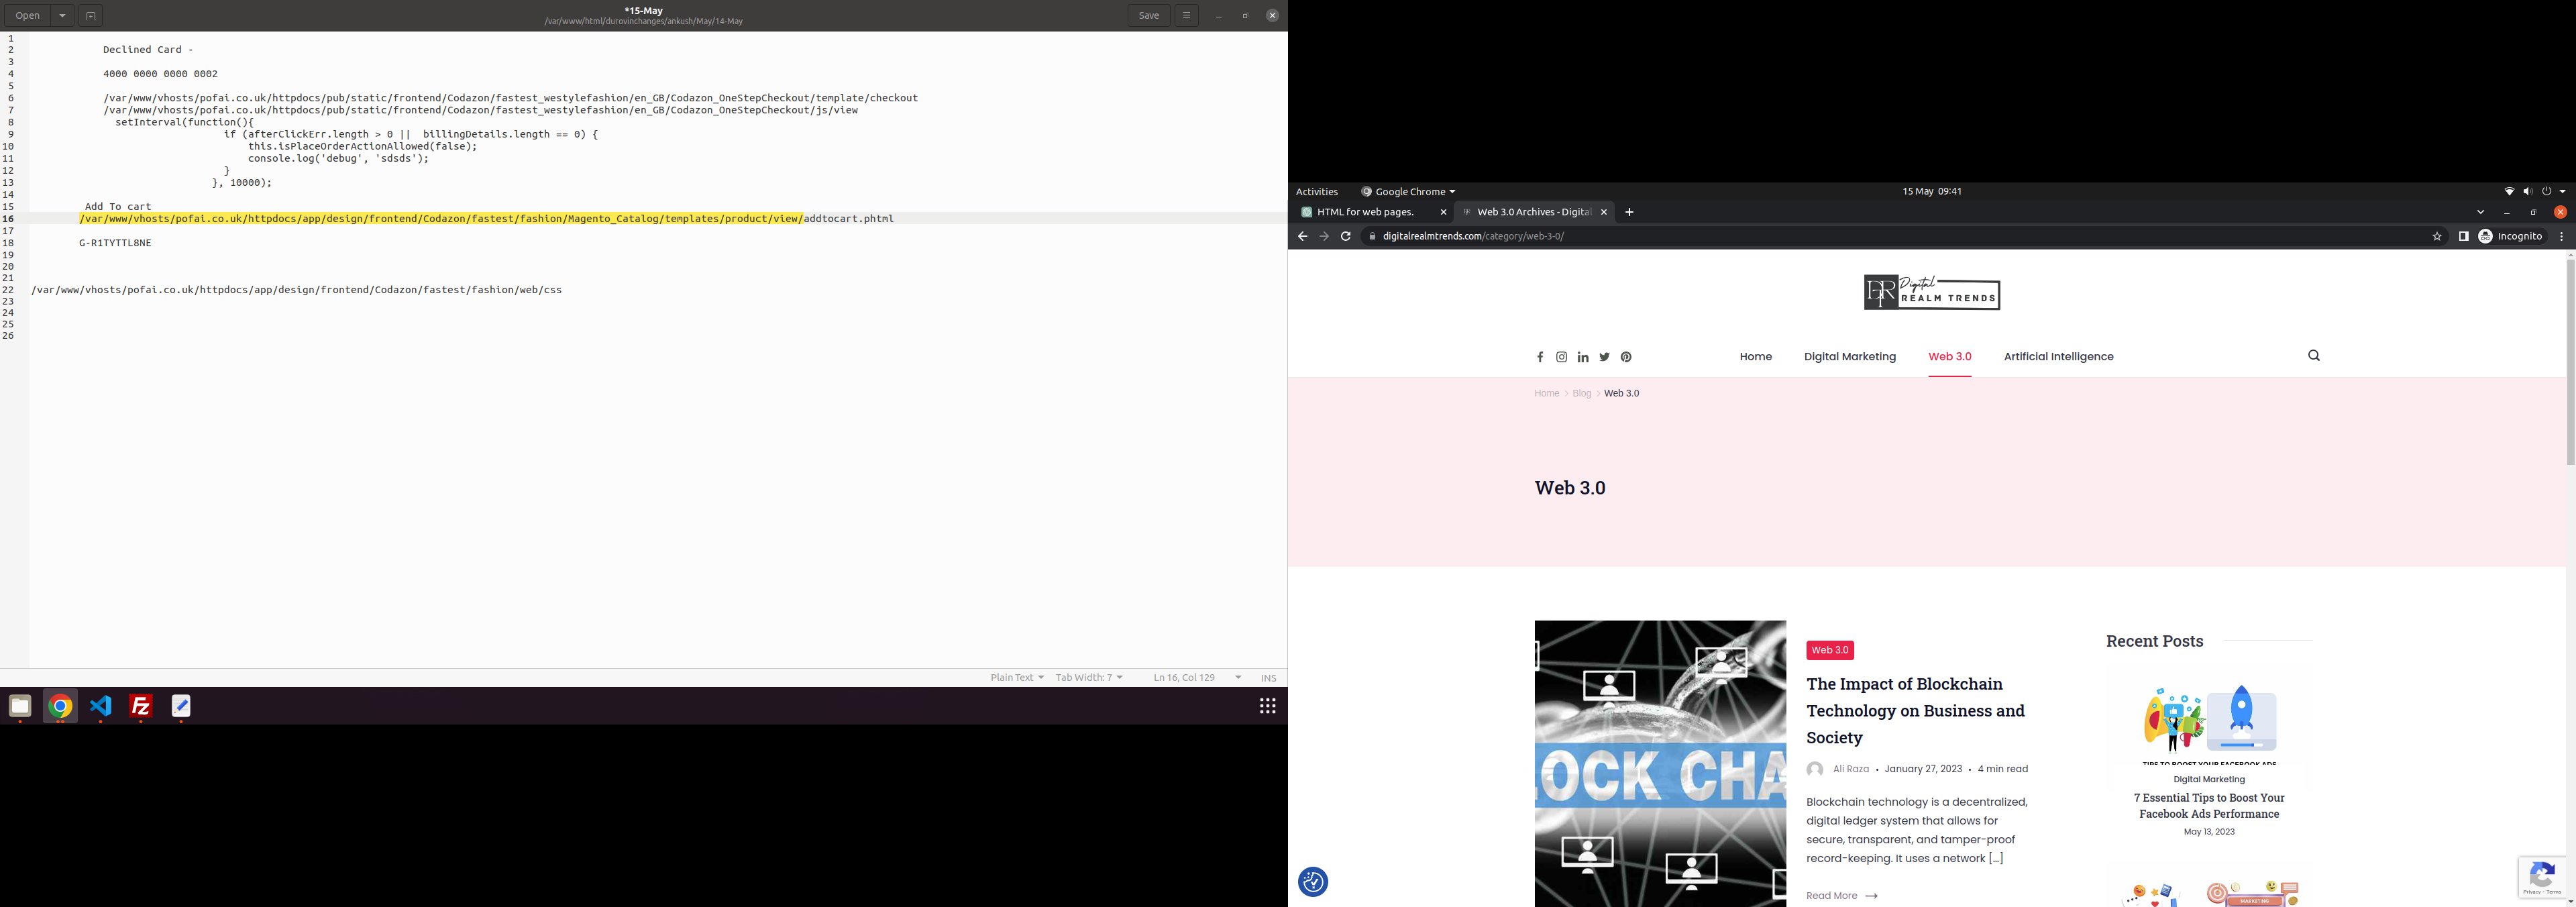 Open
*15-May
/var/www/html/durovinchanges/ankush/May/14-May
Save
1
2 Declined Card -
3
4 4000 0000 0000 0002
5
6 /var/www/vhosts/pofai.co.uk/httpdocs/pub/static/frontend/Codazon/fastest_westylefashion/en_GB/Codazon_OneStepCheckout/template/checkout
7 /var/www/vhosts/pofai.co.uk/httpdocs/pub/static/frontend/Codazon/fastest_westylefashion/en_GB/Codazon_OneStepCheckout/js/view
8 setInterval(function(){
9 if (afterClickErr.length > 0 || billingDetails.length == 0) {
10 this.isPlaceOrderActionAllowed(false);
11 console.log('debug', 'sdsds');
12 }
13 }, 10000);
14
15 Add To cart
16 /var/www/vhosts/pofai.co.uk/httpdocs/app/design/frontend/Codazon/fastest/fashion/Magento_Catalog/templates/product/view/addtocart.phtml
17
18 G-R1TYTTL8NE
19
20
21
22 /var/www/vhosts/pofai.co.uk/httpdocs/app/design/frontend/Codazon/fastest/fashion/web/css
23
24
25
26
Plain Text Tab Width: 7 Ln 16, Col 129 INS
Activities Google Chrome 15 May 09:41
HTML for web pages. Web 3.0 Archives - Digital
digitalrealmtrends.com/category/web-3-0/ Incognito
DRT Digital
REALM TRENDS
Home Digital Marketing Web 3.0 Artificial Intelligence
Home > Blog > Web 3.0
Web 3.0
LOCK CHA
Web 3.0
The Impact of Blockchain
Technology on Business and
Society
Ali Raza • January 27, 2023 • 4 min read
Blockchain technology is a decentralized,
digital ledger system that allows for
secure, transparent, and tamper-proof
record-keeping. It uses a network [...]
Read More →
Recent Posts
TIPS TO BOOST YOUR FACEBOOK ADS
Digital Marketing
7 Essential Tips to Boost Your
Facebook Ads Performance
May 13, 2023
MARKETING
Privacy - Terms